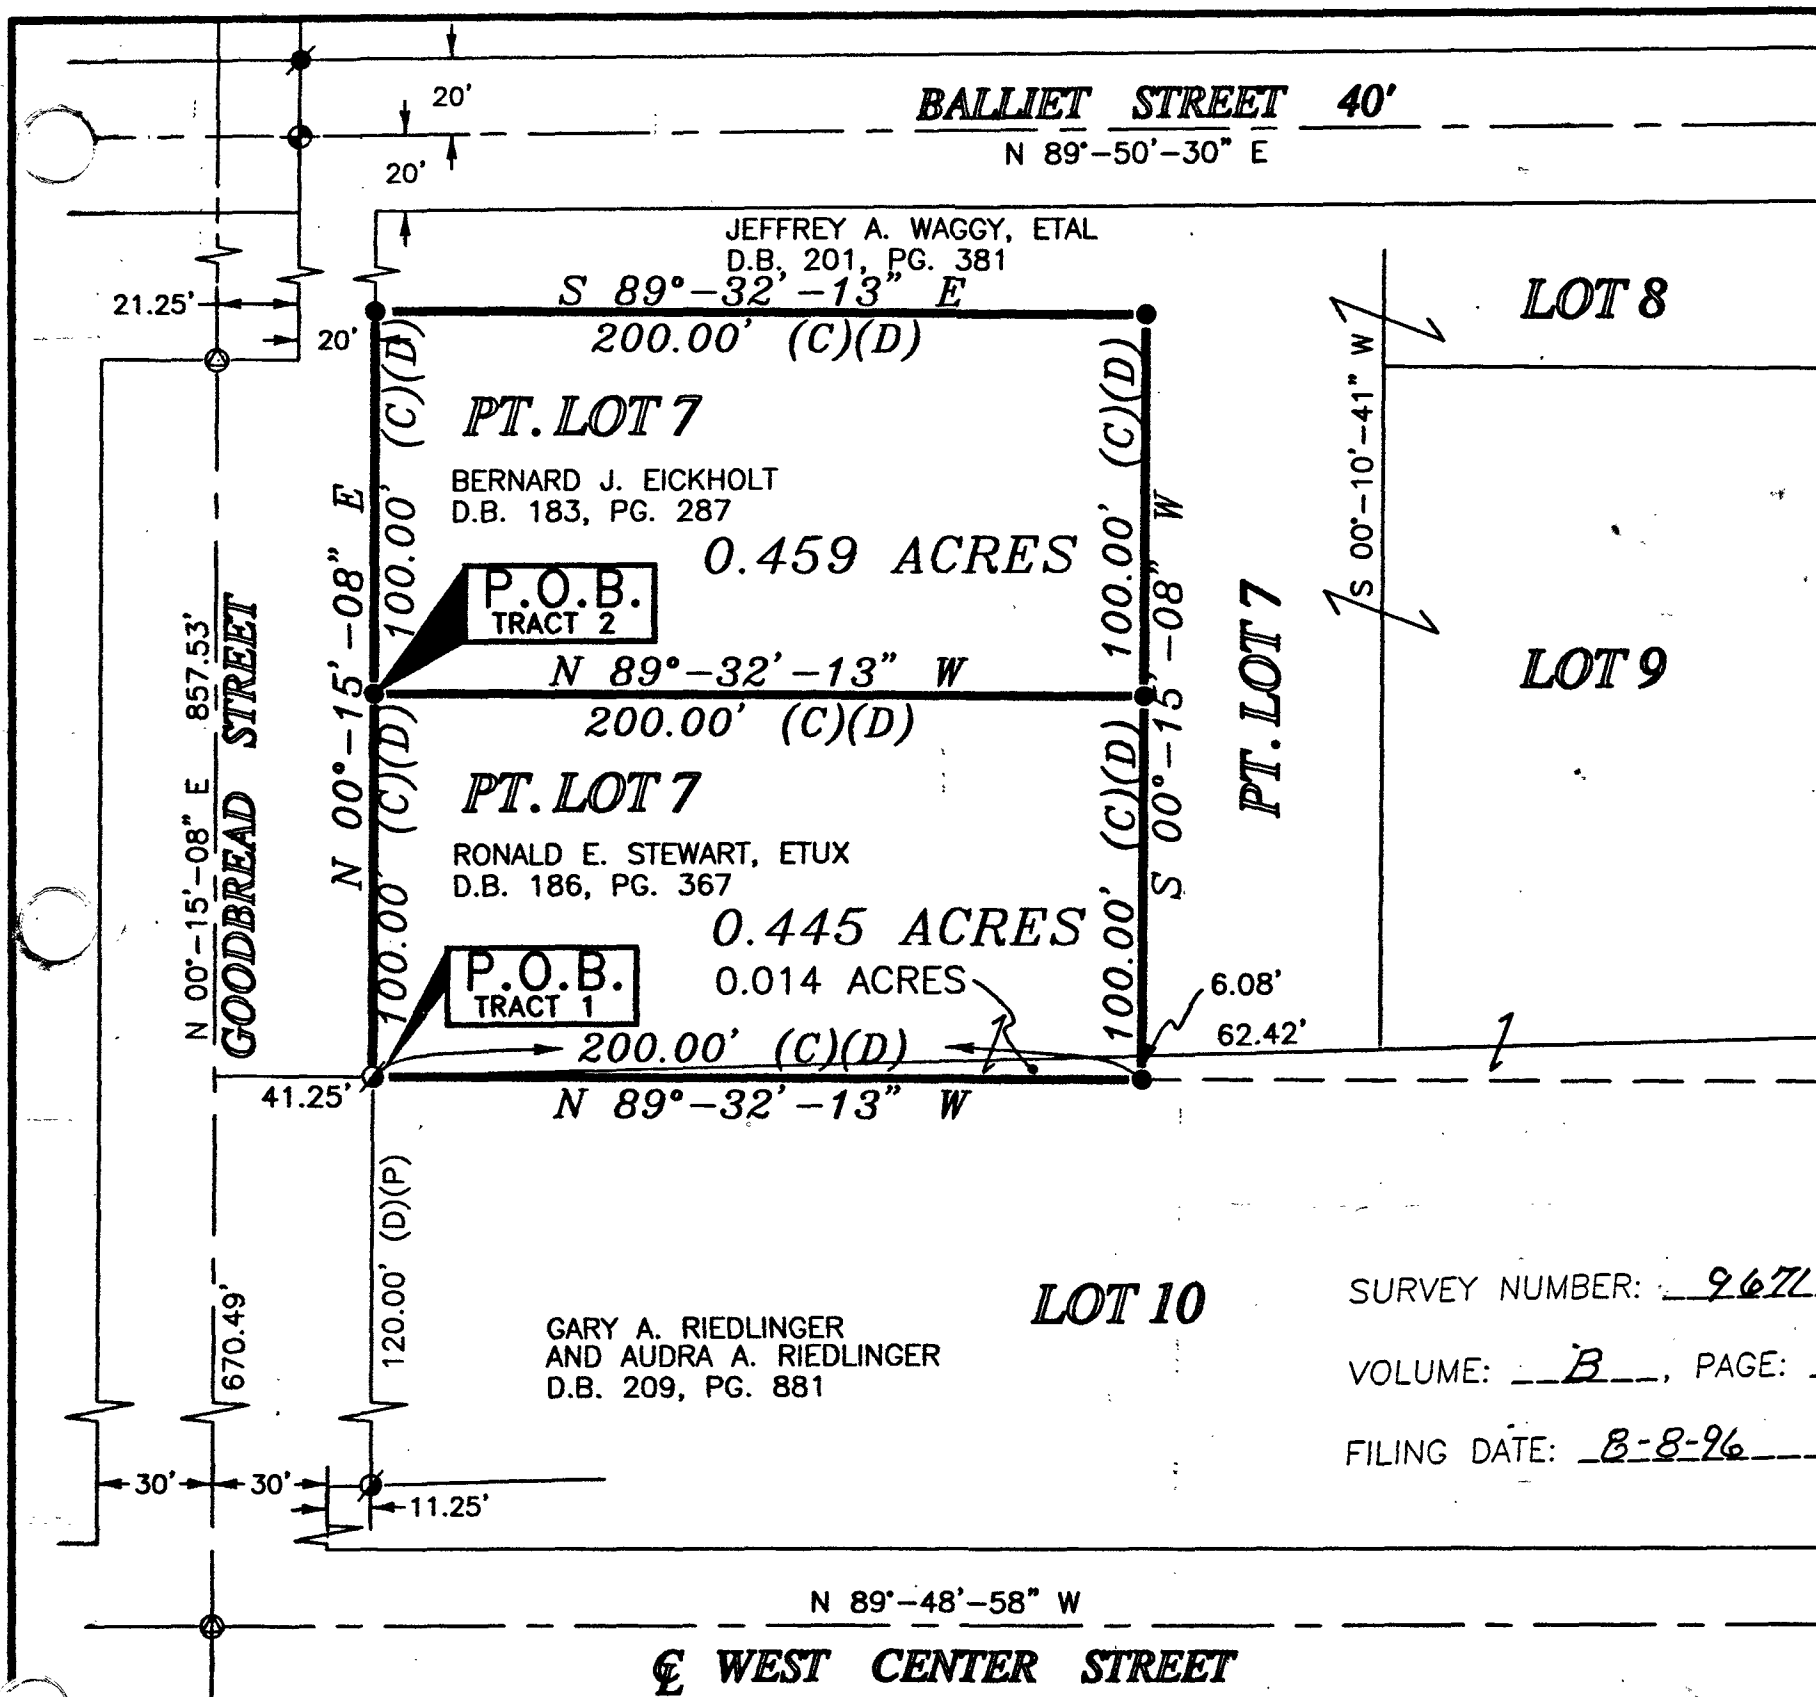 20'
BALLIET STREET 40'
N 89°-50'-30" E
20'
JEFFREY A. WAGGY, ETAL
D.B. 201, PG. 381
S 89°-32'-13" E
200.00' (C)(D)
21.25'
20'
LOT 8
PT. LOT 7
BERNARD J. EICKHOLT
D.B. 183, PG. 287
0.459 ACRES
100.00' (C)(D)
100.00' (C)(D)
N 00°-15'-08" E
S 00°-15'-08" W
S 00°-10'-41" W
P.O.B.
TRACT 2
N 89°-32'-13" W
200.00' (C)(D)
PT. LOT 7
LOT 9
N 00°-15'-08" E 857.53'
GOODBREAD STREET
PT. LOT 7
RONALD E. STEWART, ETUX
D.B. 186, PG. 367
0.445 ACRES
0.014 ACRES
100.00' (C)(D)
100.00' (C)(D)
P.O.B.
TRACT 1
6.08'
62.42'
200.00' (C)(D)
N 89°-32'-13" W
41.25'
120.00' (D)(P)
670.49'
LOT 10
GARY A. RIEDLINGER
AND AUDRA A. RIEDLINGER
D.B. 209, PG. 881
SURVEY NUMBER:
VOLUME: B, PAGE:
FILING DATE: 8-8-96
30' 30'
11.25'
N 89°-48'-58" W
℄ WEST CENTER STREET